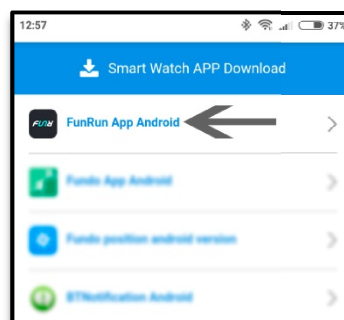 12:57
37%
Smart Watch APP Download
FUNR
FunRun App Android
Fundo App Android
Fundo position android version
BTNotification Android